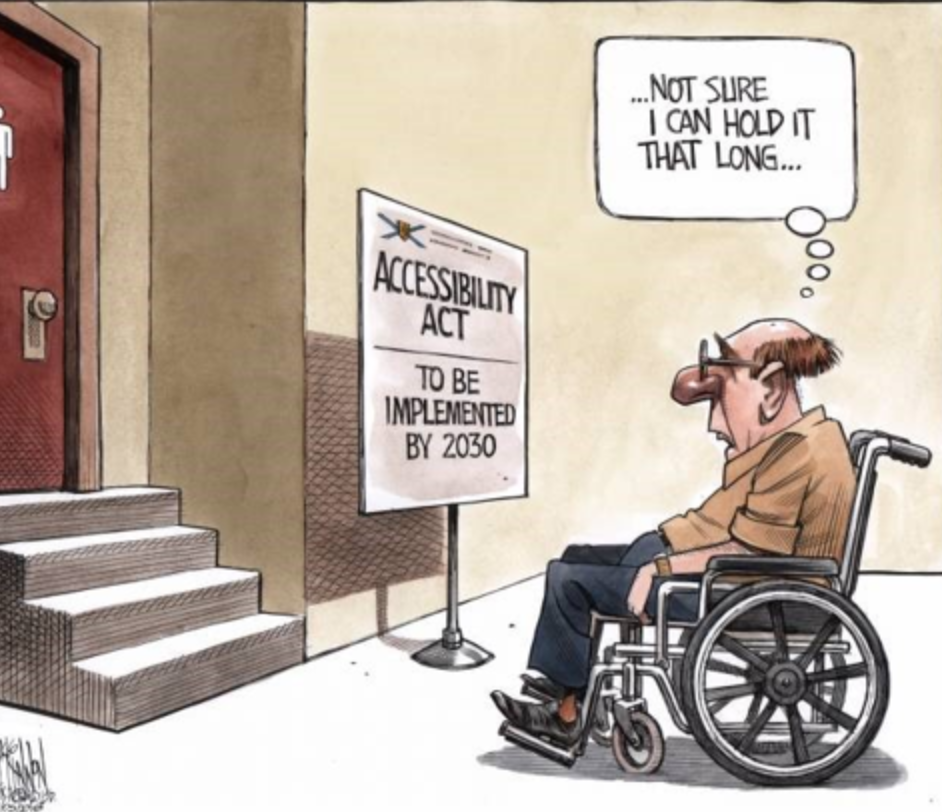 ...NOT SURE
I CAN HOLD IT
THAT LONG...
ACCESSIBILITY
ACT
TO BE
IMPLEMENTED
BY 2030